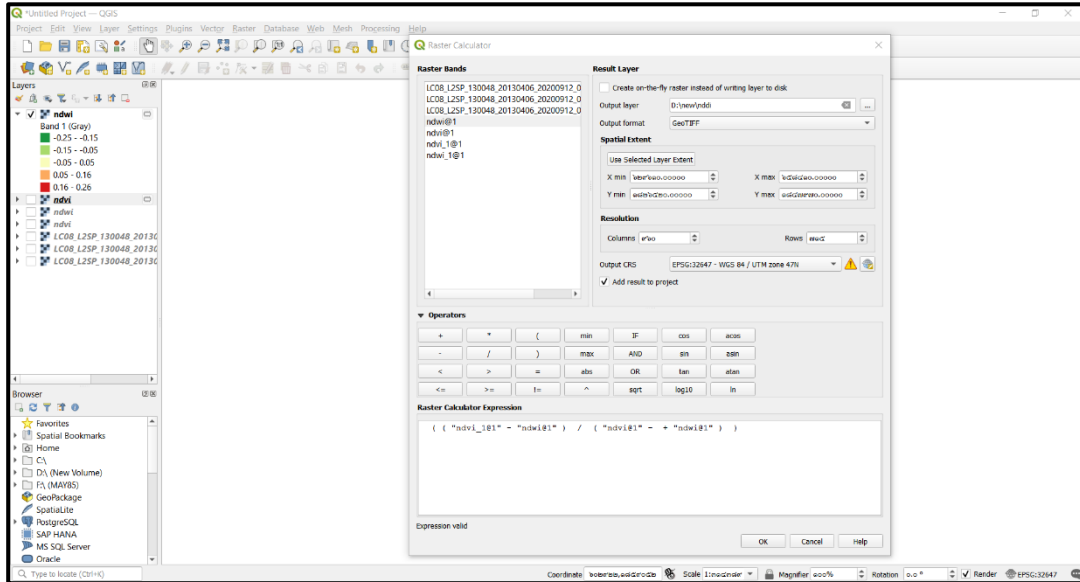 *Untitled Project — QGIS
Project Edit View Layer Settings Plugins Vector Raster Database Web Mesh Processing Help
Layers
ndwi
Band 1 (Gray)
-0.25 - -0.15
-0.15 - -0.05
-0.05 - 0.05
0.05 - 0.16
0.16 - 0.26
ndvi
ndwi
ndvi
LC08_L2SP_130048_20130
LC08_L2SP_130048_20130
LC08_L2SP_130048_20130
Browser
Favorites
Spatial Bookmarks
Home
C:\
D:\ (New Volume)
F:\ (MAY85)
GeoPackage
SpatiaLite
PostgreSQL
SAP HANA
MS SQL Server
Oracle
Raster Calculator
Raster Bands
LC08_L2SP_130048_20130406_20200912_0
LC08_L2SP_130048_20130406_20200912_0
LC08_L2SP_130048_20130406_20200912_0
ndwi@1
ndvi@1
ndvi_1@1
ndwi_1@1
Result Layer
Create on-the-fly raster instead of writing layer to disk
Output layer D:\new\nddi ...
Output format GeoTIFF
Spatial Extent
Use Selected Layer Extent
X min X max
Y min Y max
Resolution
Columns Rows
Output CRS EPSG:32647 - WGS 84 / UTM zone 47N
Add result to project
Operators
+ * ( min IF cos acos
- / ) max AND sin asin
< > = abs OR tan atan
<= >= != ^ sqrt log10 ln
Raster Calculator Expression
( ( "ndvi_1@1" - "ndwi@1" ) / ( "ndvi@1" - + "ndwi@1" ) )
Expression valid
OK Cancel Help
Type to locate (Ctrl+K) Coordinate Scale Magnifier ๑๐๐% Rotation ๐.๐ ° Render EPSG:32647